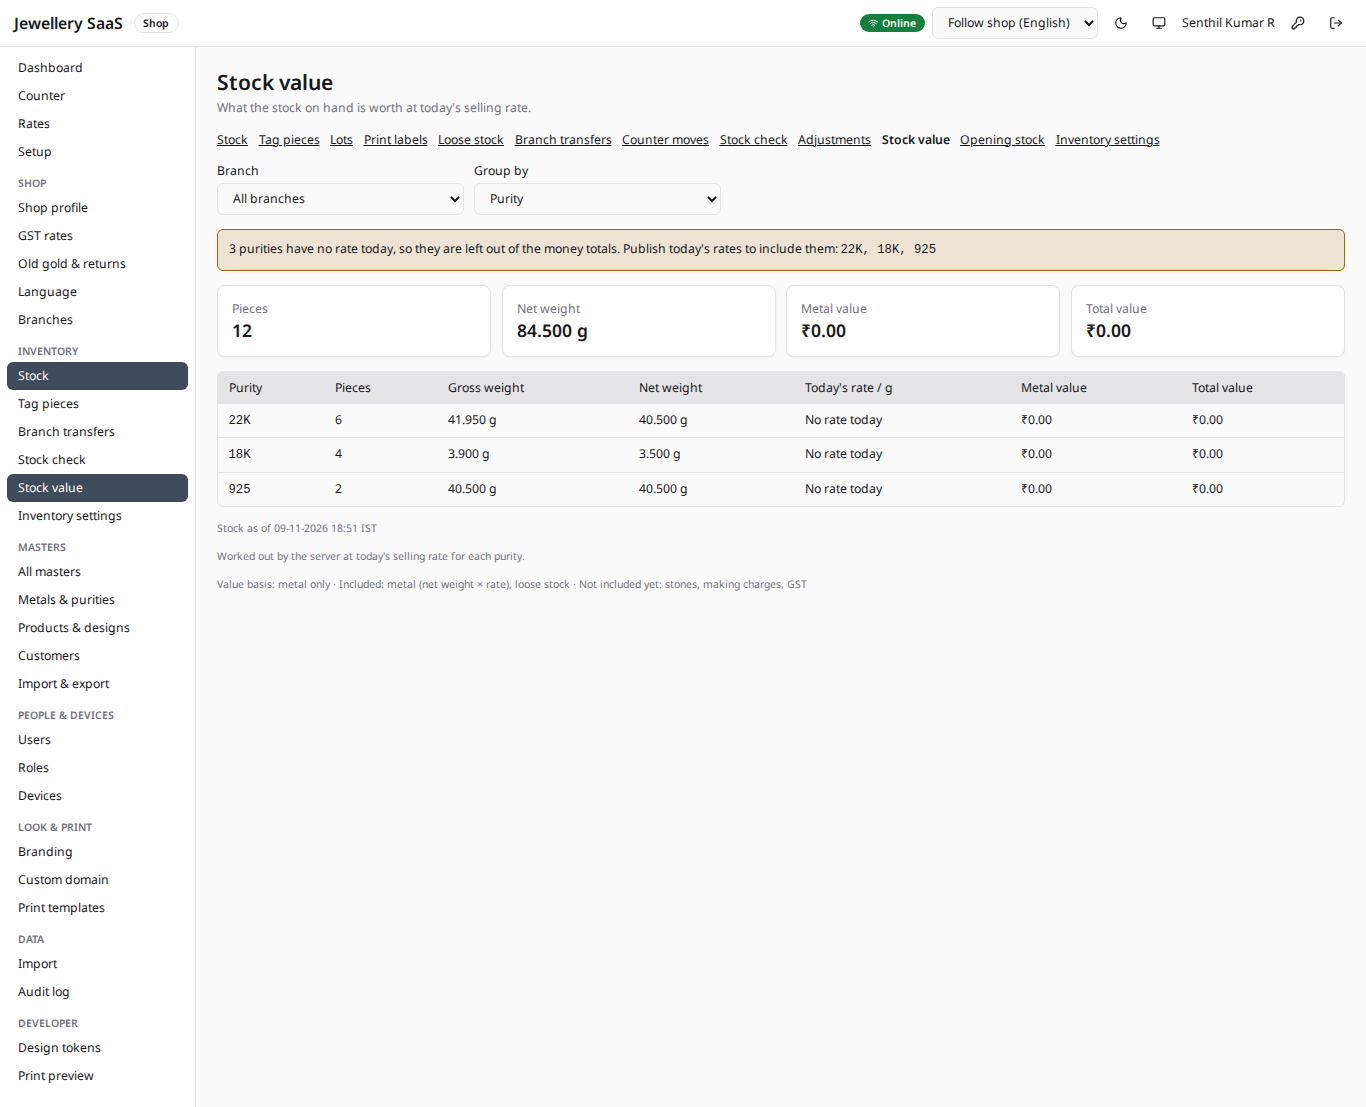 Jewellery SaaS Shop Online Follow shop (English) Senthil Kumar R
Dashboard
Counter
Rates
Setup
SHOP
Shop profile
GST rates
Old gold & returns
Language
Branches
INVENTORY
Stock
Tag pieces
Branch transfers
Stock check
Stock value
Inventory settings
MASTERS
All masters
Metals & purities
Products & designs
Customers
Import & export
PEOPLE & DEVICES
Users
Roles
Devices
LOOK & PRINT
Branding
Custom domain
Print templates
DATA
Import
Audit log
DEVELOPER
Design tokens
Print preview
Stock value
What the stock on hand is worth at today's selling rate.
Stock Tag pieces Lots Print labels Loose stock Branch transfers Counter moves Stock check Adjustments Stock value Opening stock Inventory settings
Branch Group by
All branches Purity
3 purities have no rate today, so they are left out of the money totals. Publish today's rates to include them: 22K, 18K, 925
Pieces Net weight Metal value Total value
12 84.500 g ₹0.00 ₹0.00
Purity Pieces Gross weight Net weight Today's rate / g Metal value Total value
22K 6 41.950 g 40.500 g No rate today ₹0.00 ₹0.00
18K 4 3.900 g 3.500 g No rate today ₹0.00 ₹0.00
925 2 40.500 g 40.500 g No rate today ₹0.00 ₹0.00
Stock as of 09-11-2026 18:51 IST
Worked out by the server at today's selling rate for each purity.
Value basis: metal only · Included: metal (net weight × rate), loose stock · Not included yet: stones, making charges, GST